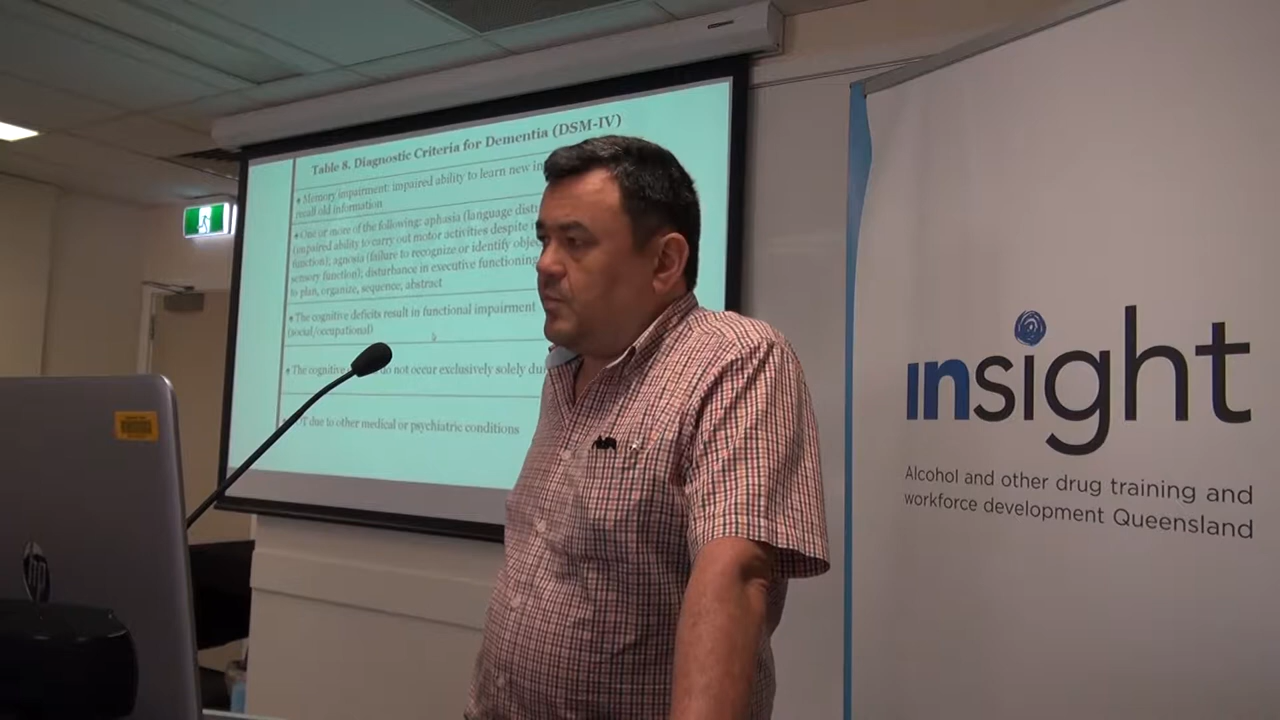 Table 8. Diagnostic Criteria for Dementia (DSM-IV)
• Memory impairment: impaired ability to learn new
recall old information
• One or more of the following: aphasia (language
(impaired ability to carry out motor activities despite
function); agnosia (failure to recognize or identify
sensory function); disturbance in executive functioning
to plan, organize, sequence, abstract
• The cognitive deficits result in functional impairment
(social/occupational)
• The cognitive do not occur exclusively solely
due to other medical or psychiatric conditions
insight
Alcohol and other drug training and
workforce development Queensland
hp